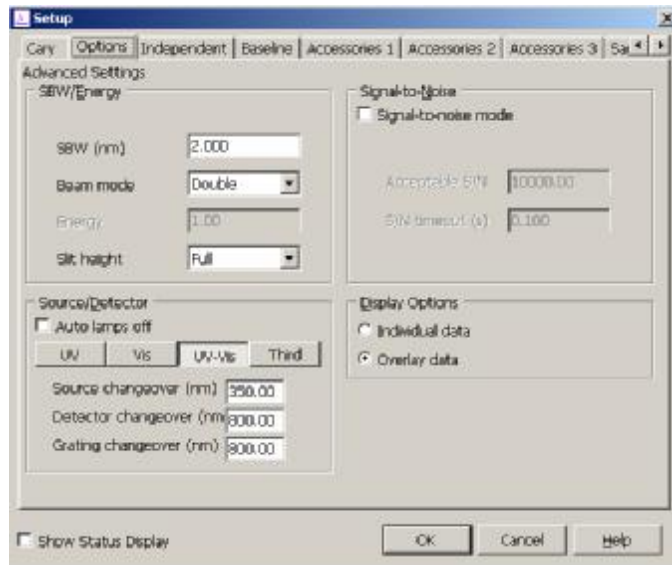 Setup
Cary Options Independent Baseline Accessories 1 Accessories 2 Accessories 3
Advanced Settings
SBW/Energy
SBW (nm) 2.000
Beam mode Double
Energy 1.00
Slit height Full
Signal-to-Noise
Signal-to-noise mode
Acceptable S/N 10000.00
S/N timeout (s) 0.100
Source/Detector
Auto lamps off
UV Vis UV-Vis Third
Source changeover (nm) 350.00
Detector changeover (nm 800.00
Grating changeover (nm) 800.00
Display Options
Individual data
Overlay data
Show Status Display
OK Cancel Help